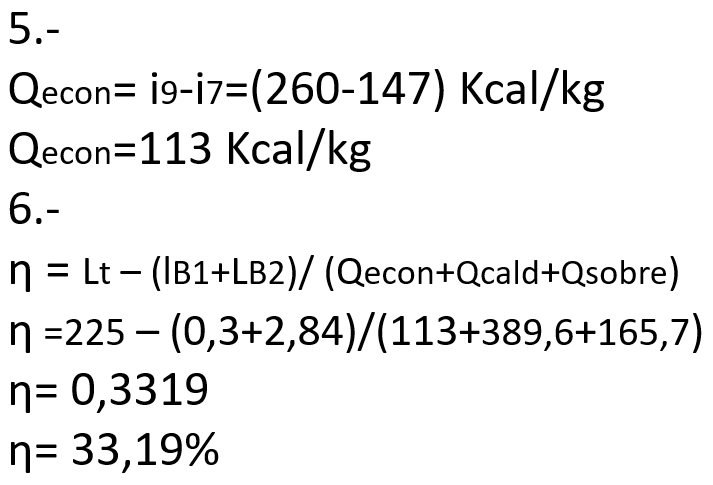 5.-
Qecon= i9-i7=(260-147) Kcal/kg
Qecon=113 Kcal/kg
6.-
η = Lt – (lB1+LB2)/ (Qecon+Qcald+Qsobre)
η =225 – (0,3+2,84)/(113+389,6+165,7)
η= 0,3319
η= 33,19%